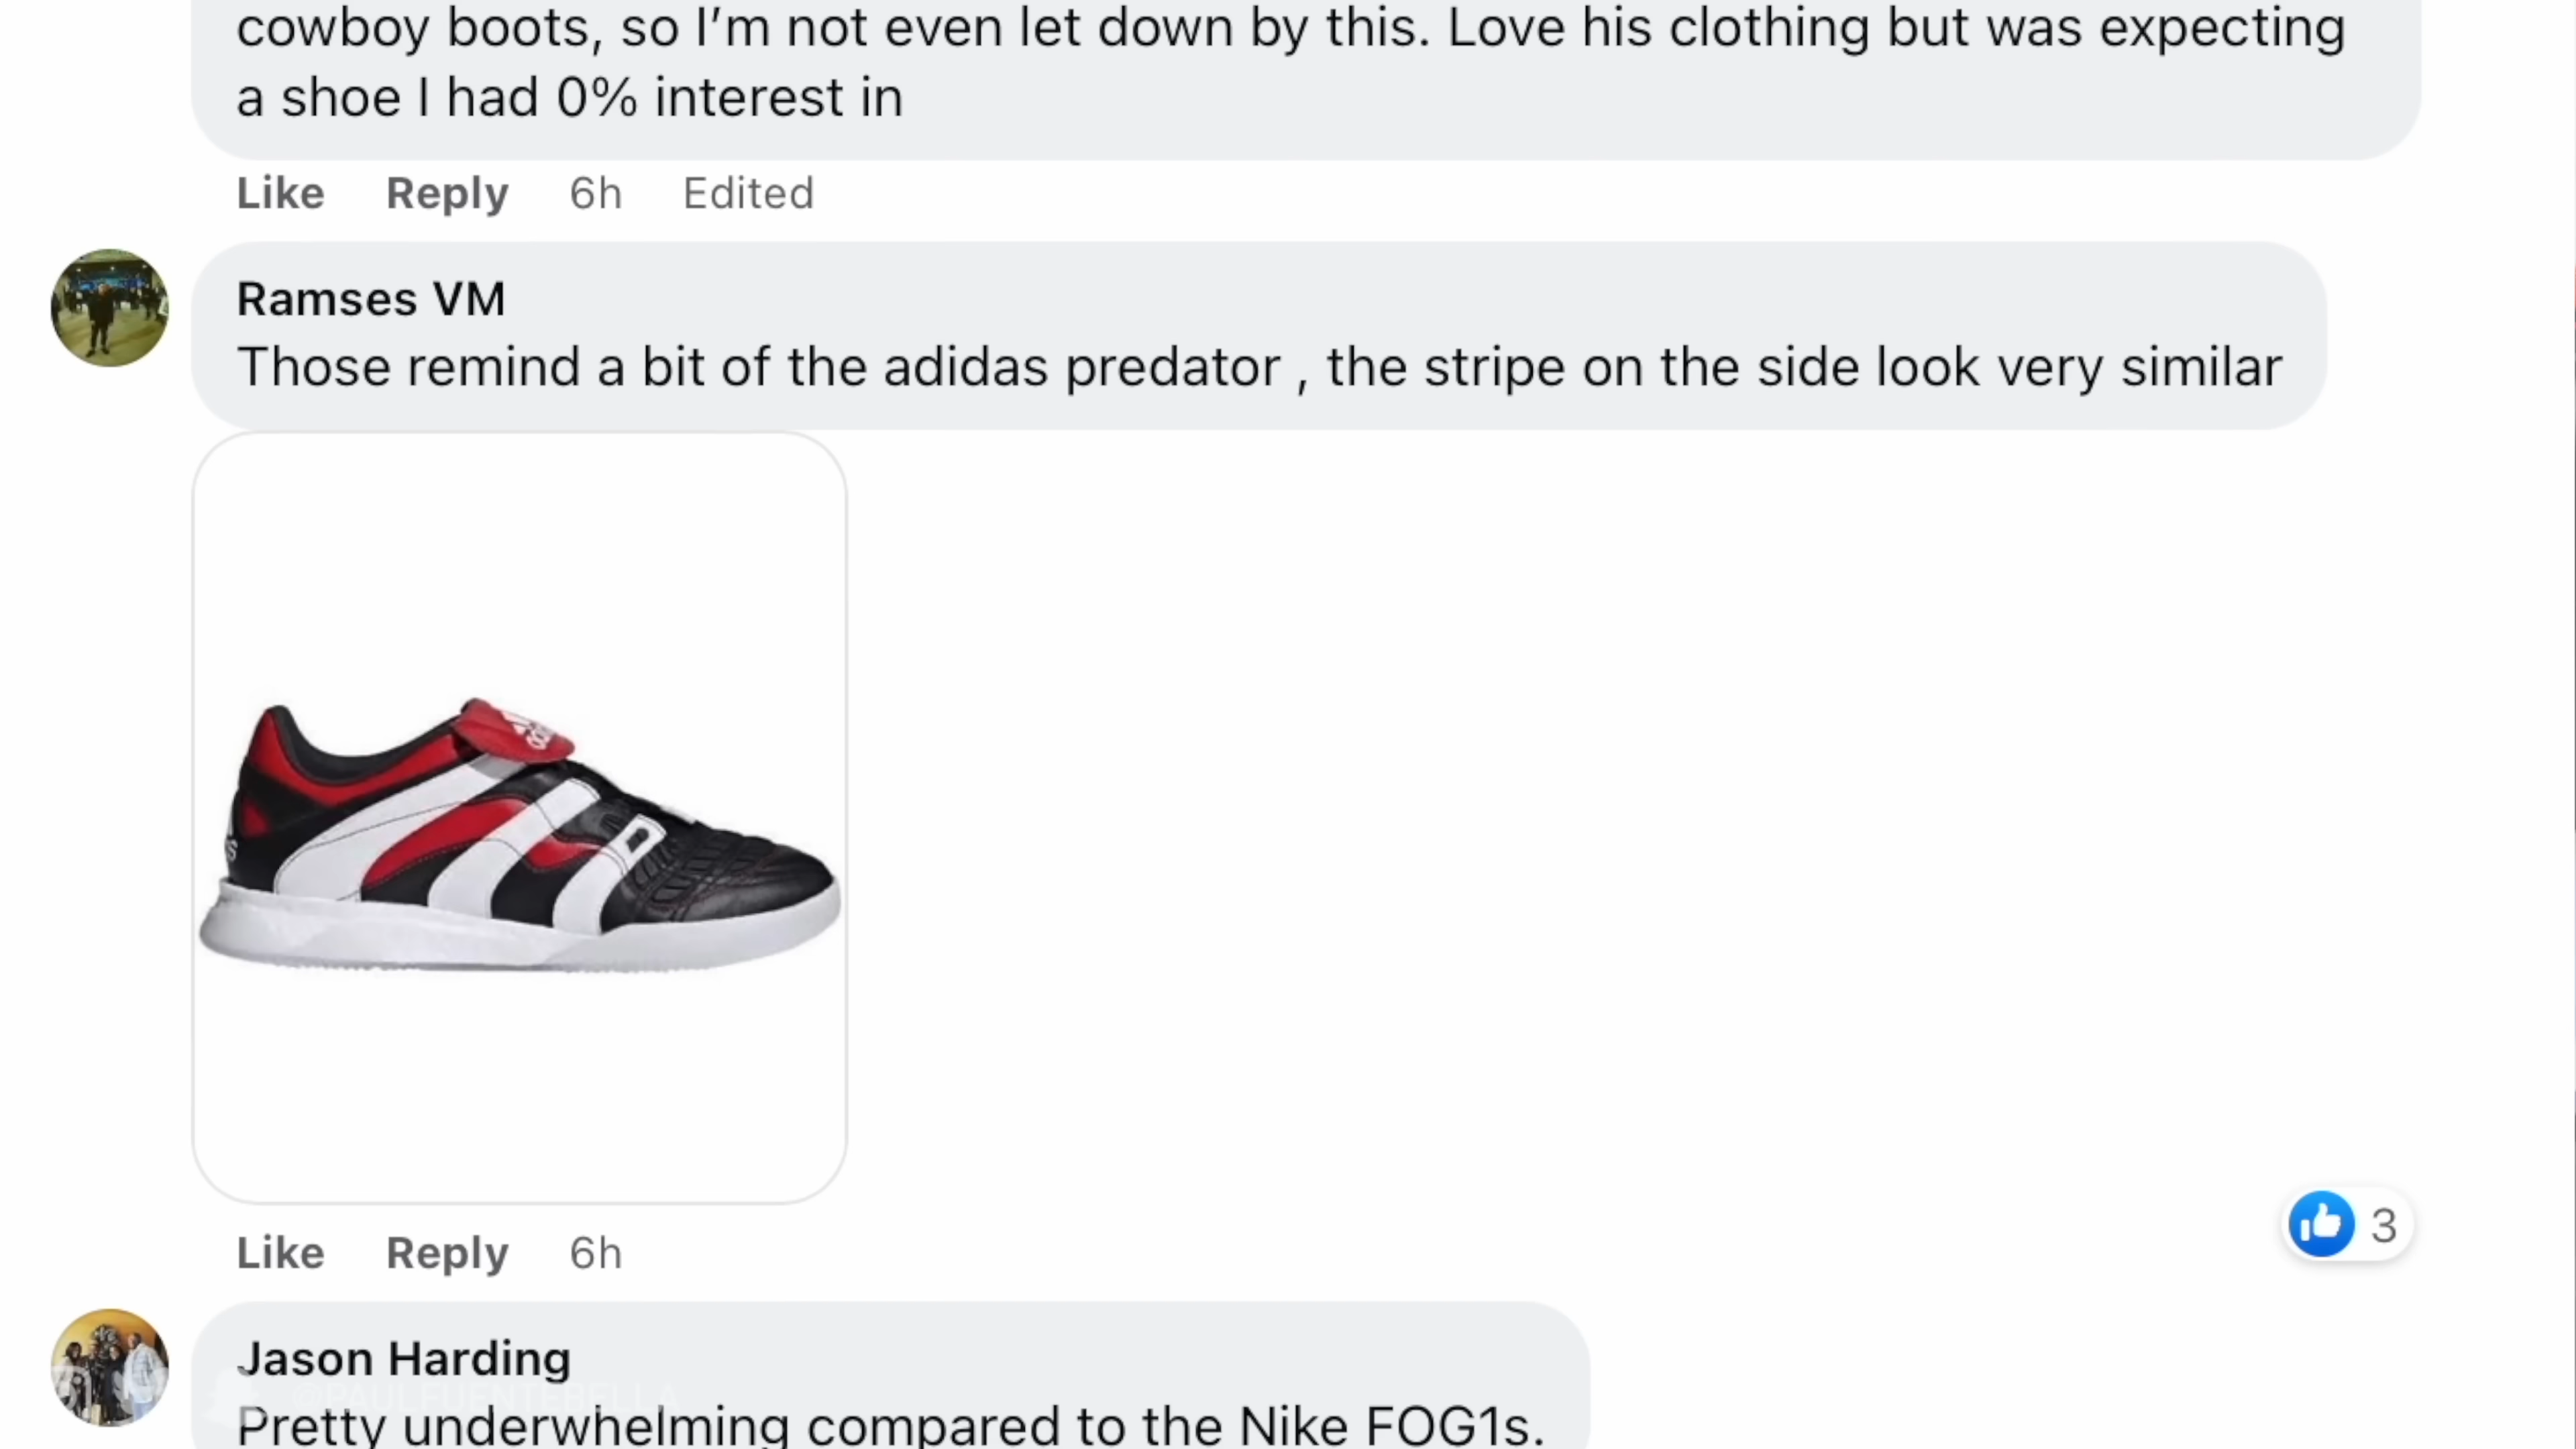 cowboy boots, so I’m not even let down by this. Love his clothing but was expecting
a shoe I had 0% interest in
Like Reply 6h Edited
Ramses VM
Those remind a bit of the adidas predator , the stripe on the side look very similar
Like Reply 6h
3
Jason Harding
@PAULFUENTEBELLA
Pretty underwhelming compared to the Nike FOG1s.